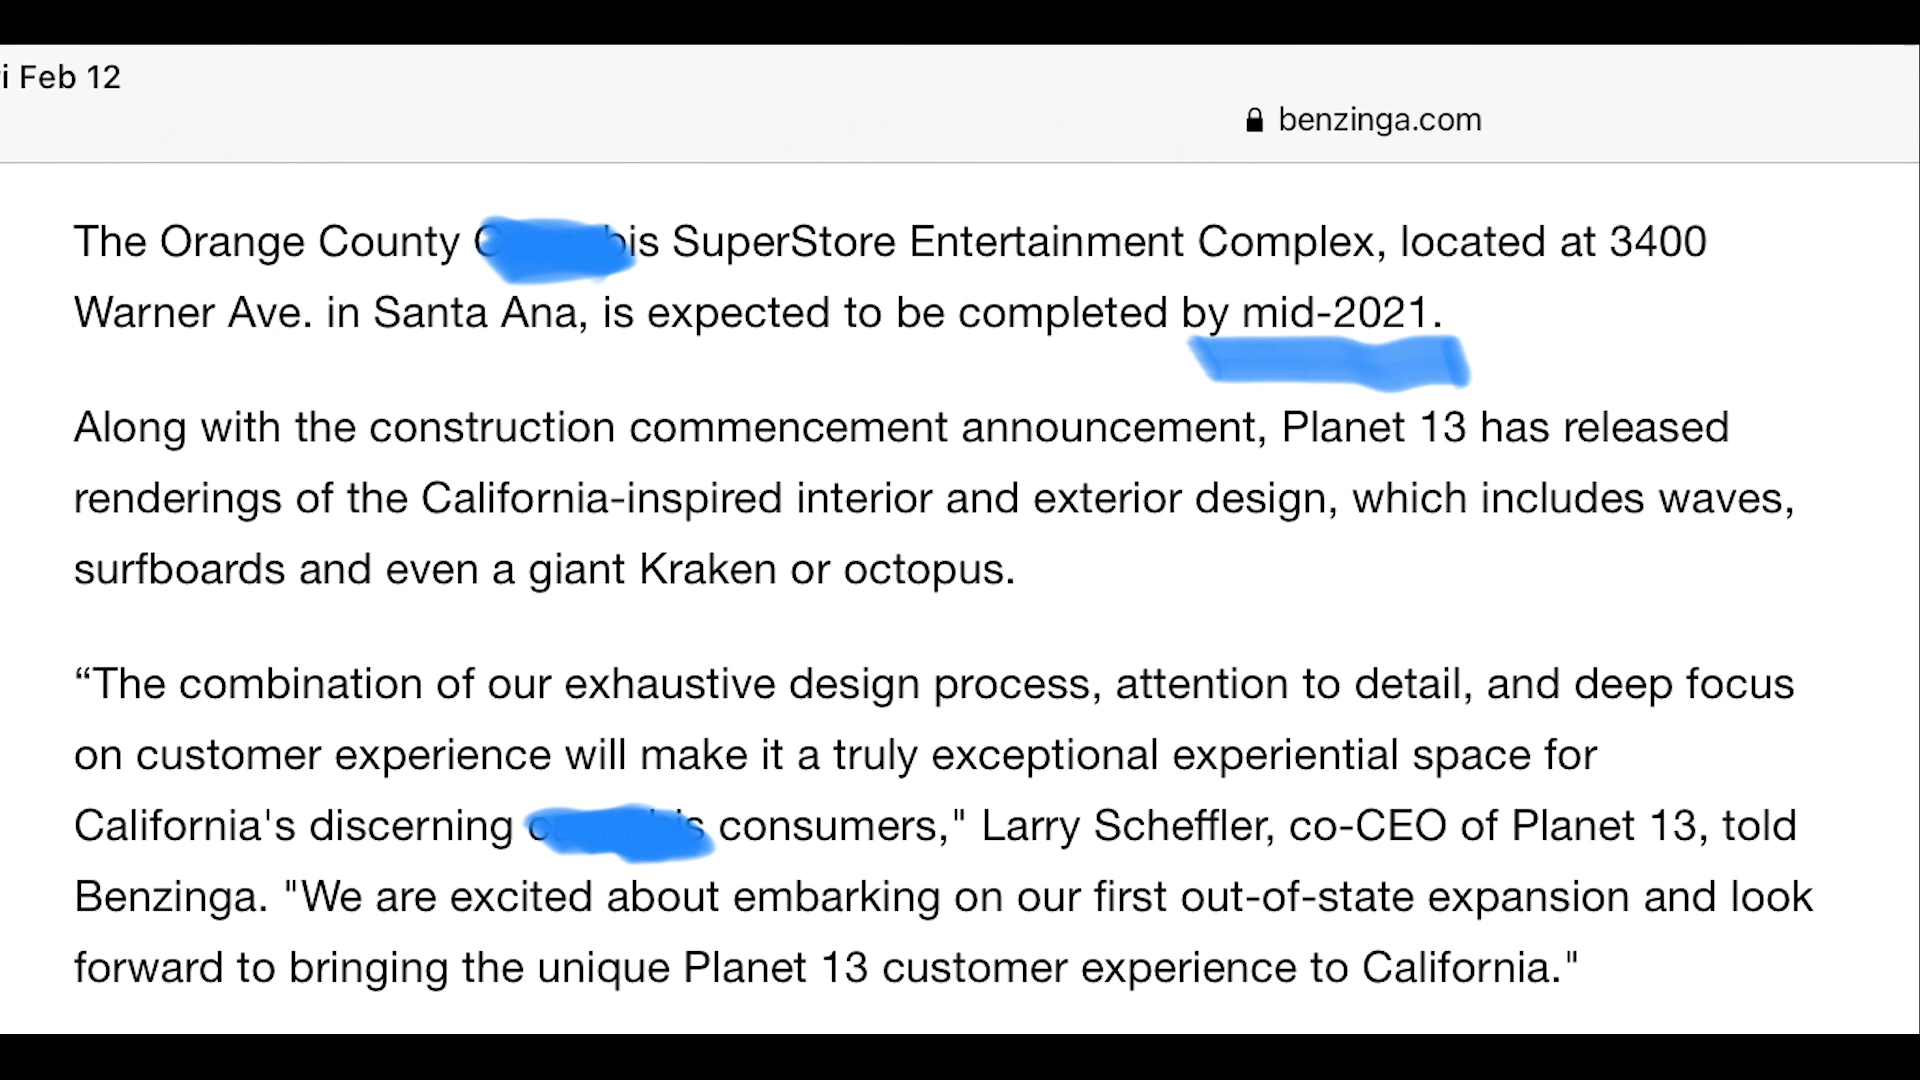 i Feb 12
benzinga.com
The Orange County SuperStore Entertainment Complex, located at 3400
Warner Ave. in Santa Ana, is expected to be completed by mid-2021.
Along with the construction commencement announcement, Planet 13 has released
renderings of the California-inspired interior and exterior design, which includes waves,
surfboards and even a giant Kraken or octopus.
“The combination of our exhaustive design process, attention to detail, and deep focus
on customer experience will make it a truly exceptional experiential space for
California's discerning consumers," Larry Scheffler, co-CEO of Planet 13, told
Benzinga. "We are excited about embarking on our first out-of-state expansion and look
forward to bringing the unique Planet 13 customer experience to California."